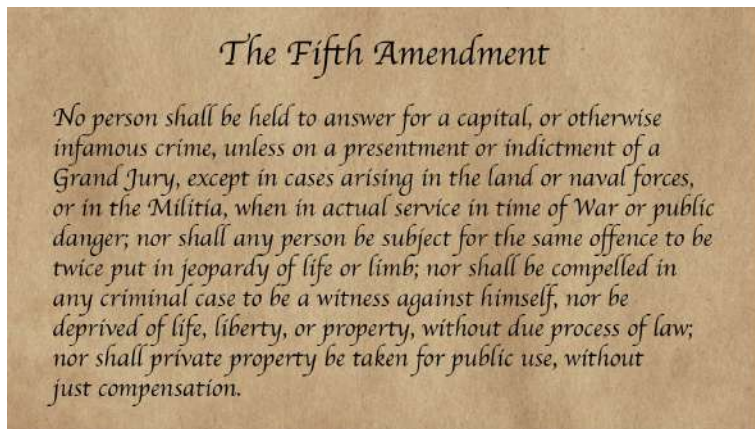 The Fifth Amendment
No person shall be held to answer for a capital, or otherwise
infamous crime, unless on a presentment or indictment of a
Grand Jury, except in cases arising in the land or naval forces,
or in the Militia, when in actual service in time of War or public
danger; nor shall any person be subject for the same offence to be
twice put in jeopardy of life or limb; nor shall be compelled in
any criminal case to be a witness against himself, nor be
deprived of life, liberty, or property, without due process of law;
nor shall private property be taken for public use, without
just compensation.